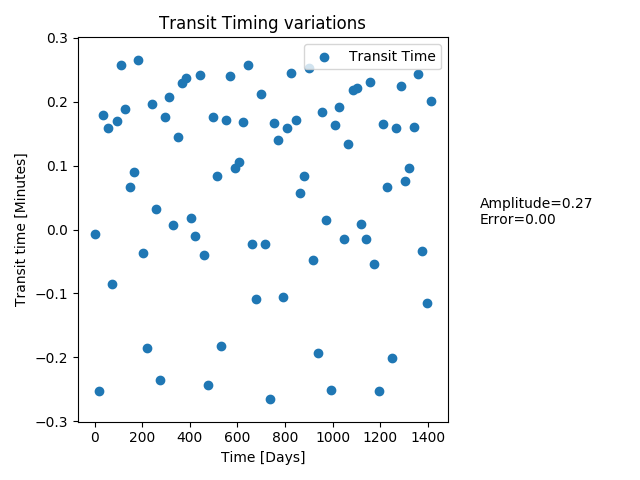 Transit Timing variations
Transit Time
0.3
0.2
0.1
0.0
−0.1
−0.2
−0.3
Transit time [Minutes]
Amplitude=0.27
Error=0.00
0 200 400 600 800 1000 1200 1400
Time [Days]